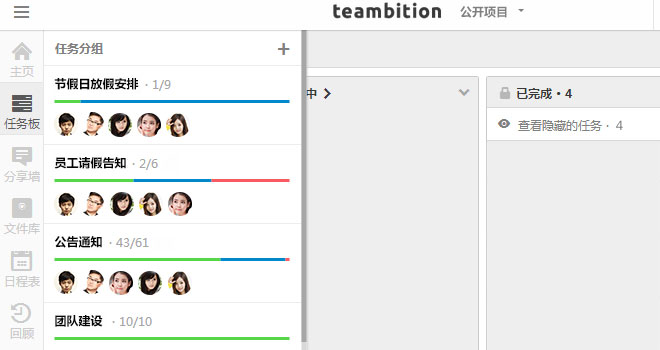 teambition 公开项目
主页
任务板
分享墙
文件库
日程表
回顾
任务分组
节假日放假安排 · 1/9
员工请假告知 · 2/6
公告通知 · 43/61
团队建设 · 10/10
中
已完成 · 4
查看隐藏的任务 · 4